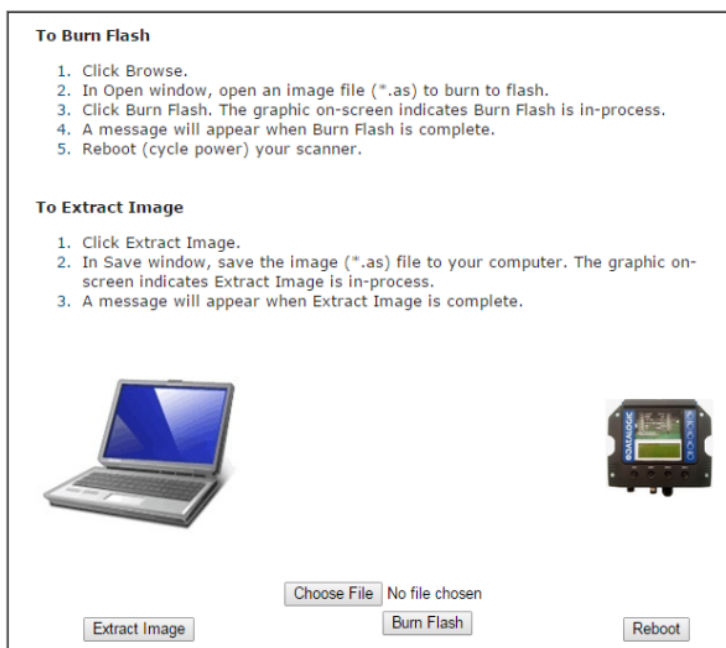 To Burn Flash
1. Click Browse.
2. In Open window, open an image file (*.as) to burn to flash.
3. Click Burn Flash. The graphic on-screen indicates Burn Flash is in-process.
4. A message will appear when Burn Flash is complete.
5. Reboot (cycle power) your scanner.
To Extract Image
1. Click Extract Image.
2. In Save window, save the image (*.as) file to your computer. The graphic on-
screen indicates Extract Image is in-process.
3. A message will appear when Extract Image is complete.
DATALOGIC
Choose File No file chosen
Extract Image
Burn Flash
Reboot